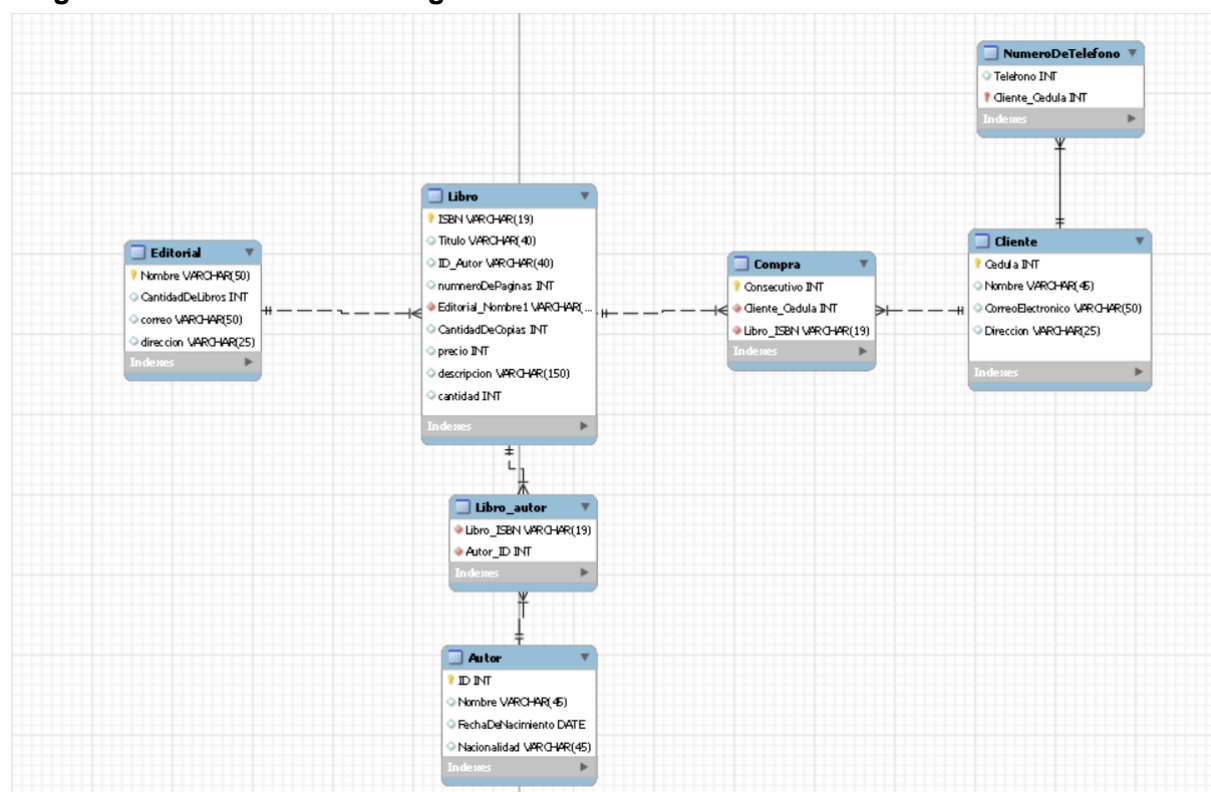 NumeroDeTelefono
Telefono INT
Cliente_Cedula INT
Indexes
Libro
ISBN VARCHAR(19)
Titulo VARCHAR(40)
ID_Autor VARCHAR(40)
numneroDePaginas INT
Editorial_Nombre1 VARCHAR(...
CantidadDeCopias INT
precio INT
descripcion VARCHAR(150)
cantidad INT
Indexes
Editorial
Nombre VARCHAR(50)
CantidadDeLibros INT
correo VARCHAR(50)
direccion VARCHAR(25)
Indexes
Compra
Consecutivo INT
Cliente_Cedula INT
Libro_ISBN VARCHAR(19)
Indexes
Cliente
Cedula INT
Nombre VARCHAR(45)
CorreoElectronico VARCHAR(50)
Direccion VARCHAR(25)
Indexes
Libro_autor
Libro_ISBN VARCHAR(19)
Autor_ID INT
Indexes
Autor
ID INT
Nombre VARCHAR(45)
FechaDeNacimiento DATE
Nacionalidad VARCHAR(45)
Indexes